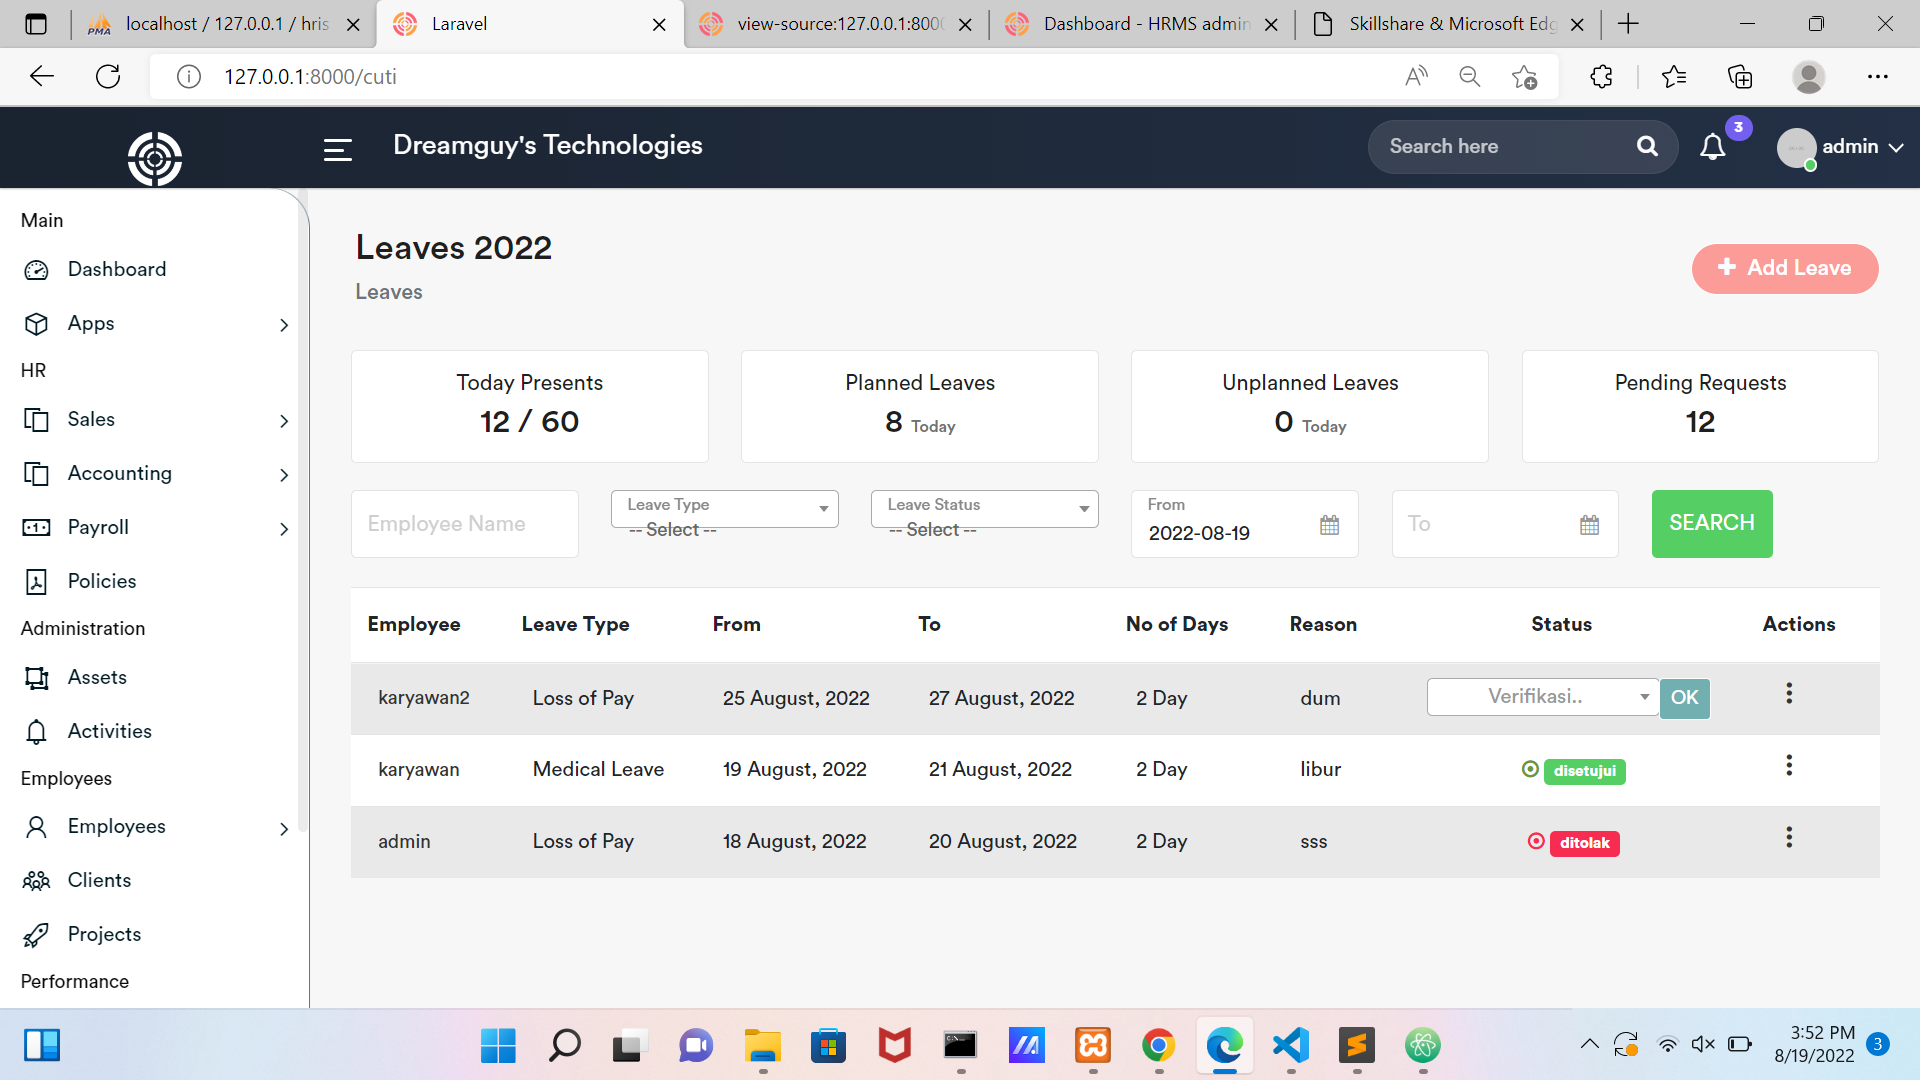 localhost / 127.0.0.1 / hris
Laravel
view-source:127.0.0.1:8000
Dashboard - HRMS admin
Skillshare & Microsoft Edg
127.0.0.1:8000/cuti
Dreamguy's Technologies
Search here
3
admin
Main
Dashboard
Apps
HR
Sales
Accounting
Payroll
Policies
Administration
Assets
Activities
Employees
Employees
Clients
Projects
Performance
Leaves 2022
Leaves
Add Leave
Today Presents
12 / 60
Planned Leaves
8 Today
Unplanned Leaves
0 Today
Pending Requests
12
Employee Name
Leave Type
-- Select --
Leave Status
-- Select --
From
2022-08-19
To
SEARCH
Employee Leave Type From To No of Days Reason Status Actions
karyawan2 Loss of Pay 25 August, 2022 27 August, 2022 2 Day dum Verifikasi.. OK
karyawan Medical Leave 19 August, 2022 21 August, 2022 2 Day libur disetujui
admin Loss of Pay 18 August, 2022 20 August, 2022 2 Day sss ditolak
3:52 PM
8/19/2022
3